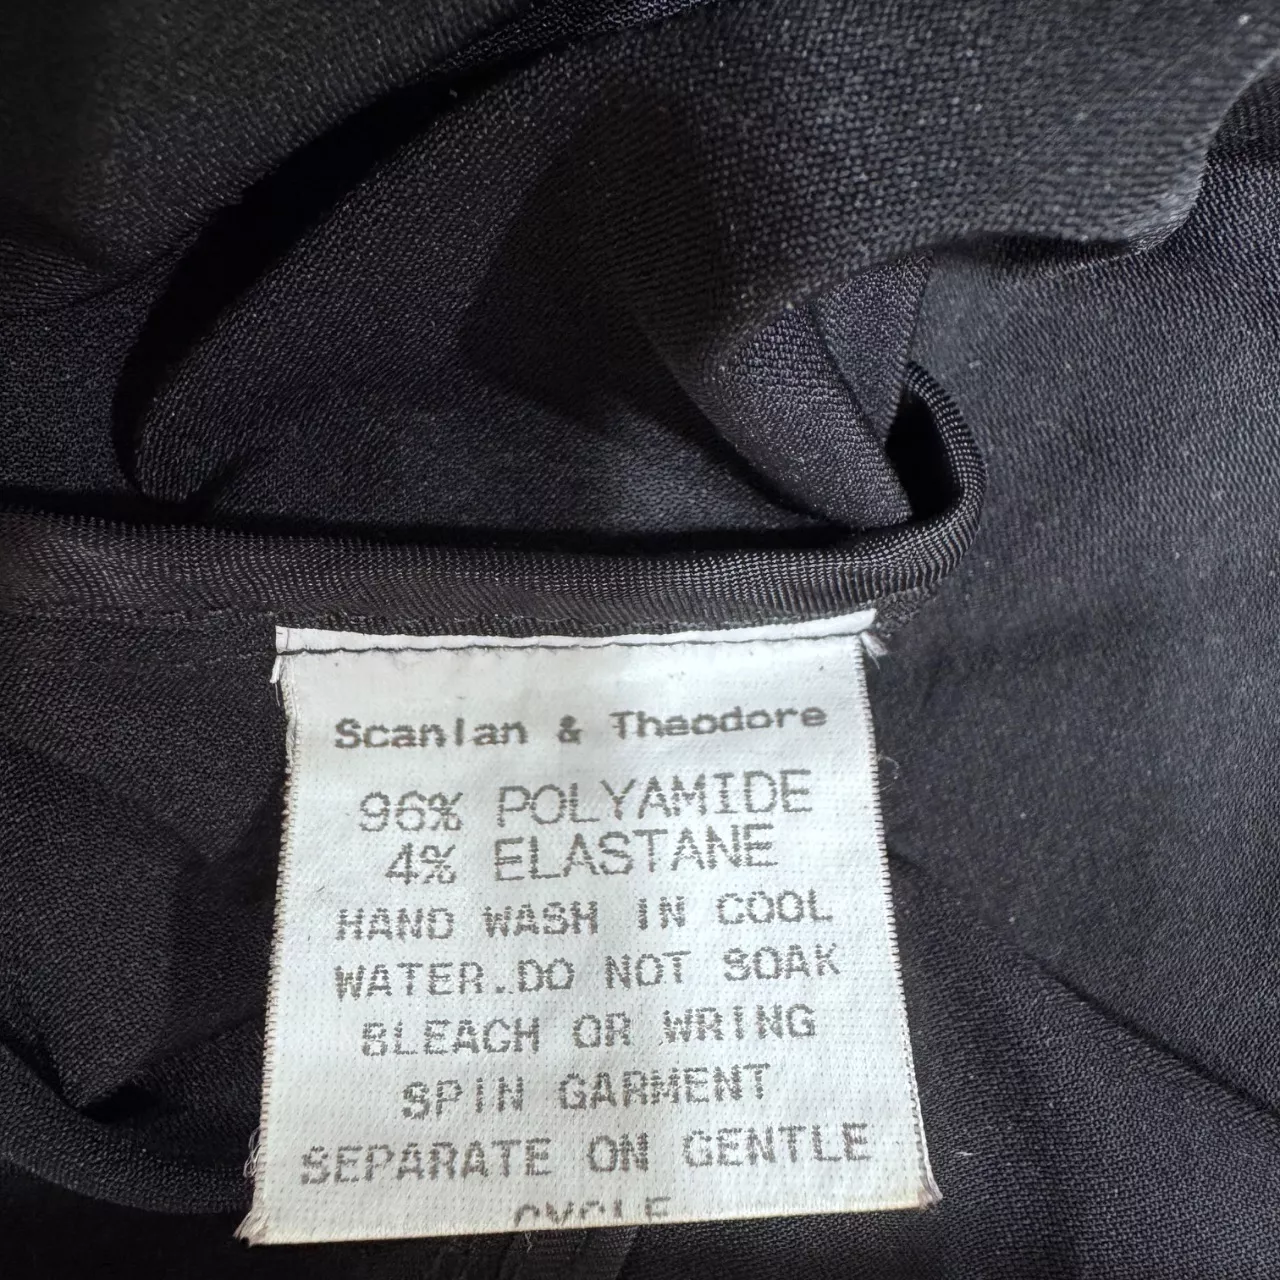 Scanlan & Theodore
96% POLYAMIDE
4% ELASTANE
HAND WASH IN COOL
WATER.DO NOT SOAK
BLEACH OR WRING
SPIN GARMENT
SEPARATE ON GENTLE
CYCLE